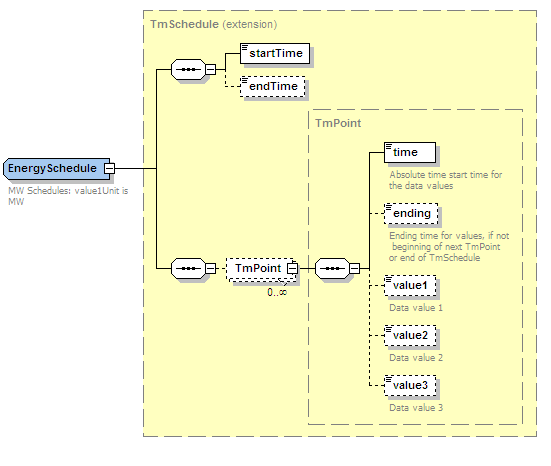 TmSchedule (extension)
startTime
endTime
EnergySchedule
MW Schedules: value1Unit is
MW
TmPoint
0..∞
TmPoint
time
Absolute time start time for
the data values
ending
Ending time for values, if not
beginning of next TmPoint
or end of TmSchedule
value1
Data value 1
value2
Data value 2
value3
Data value 3